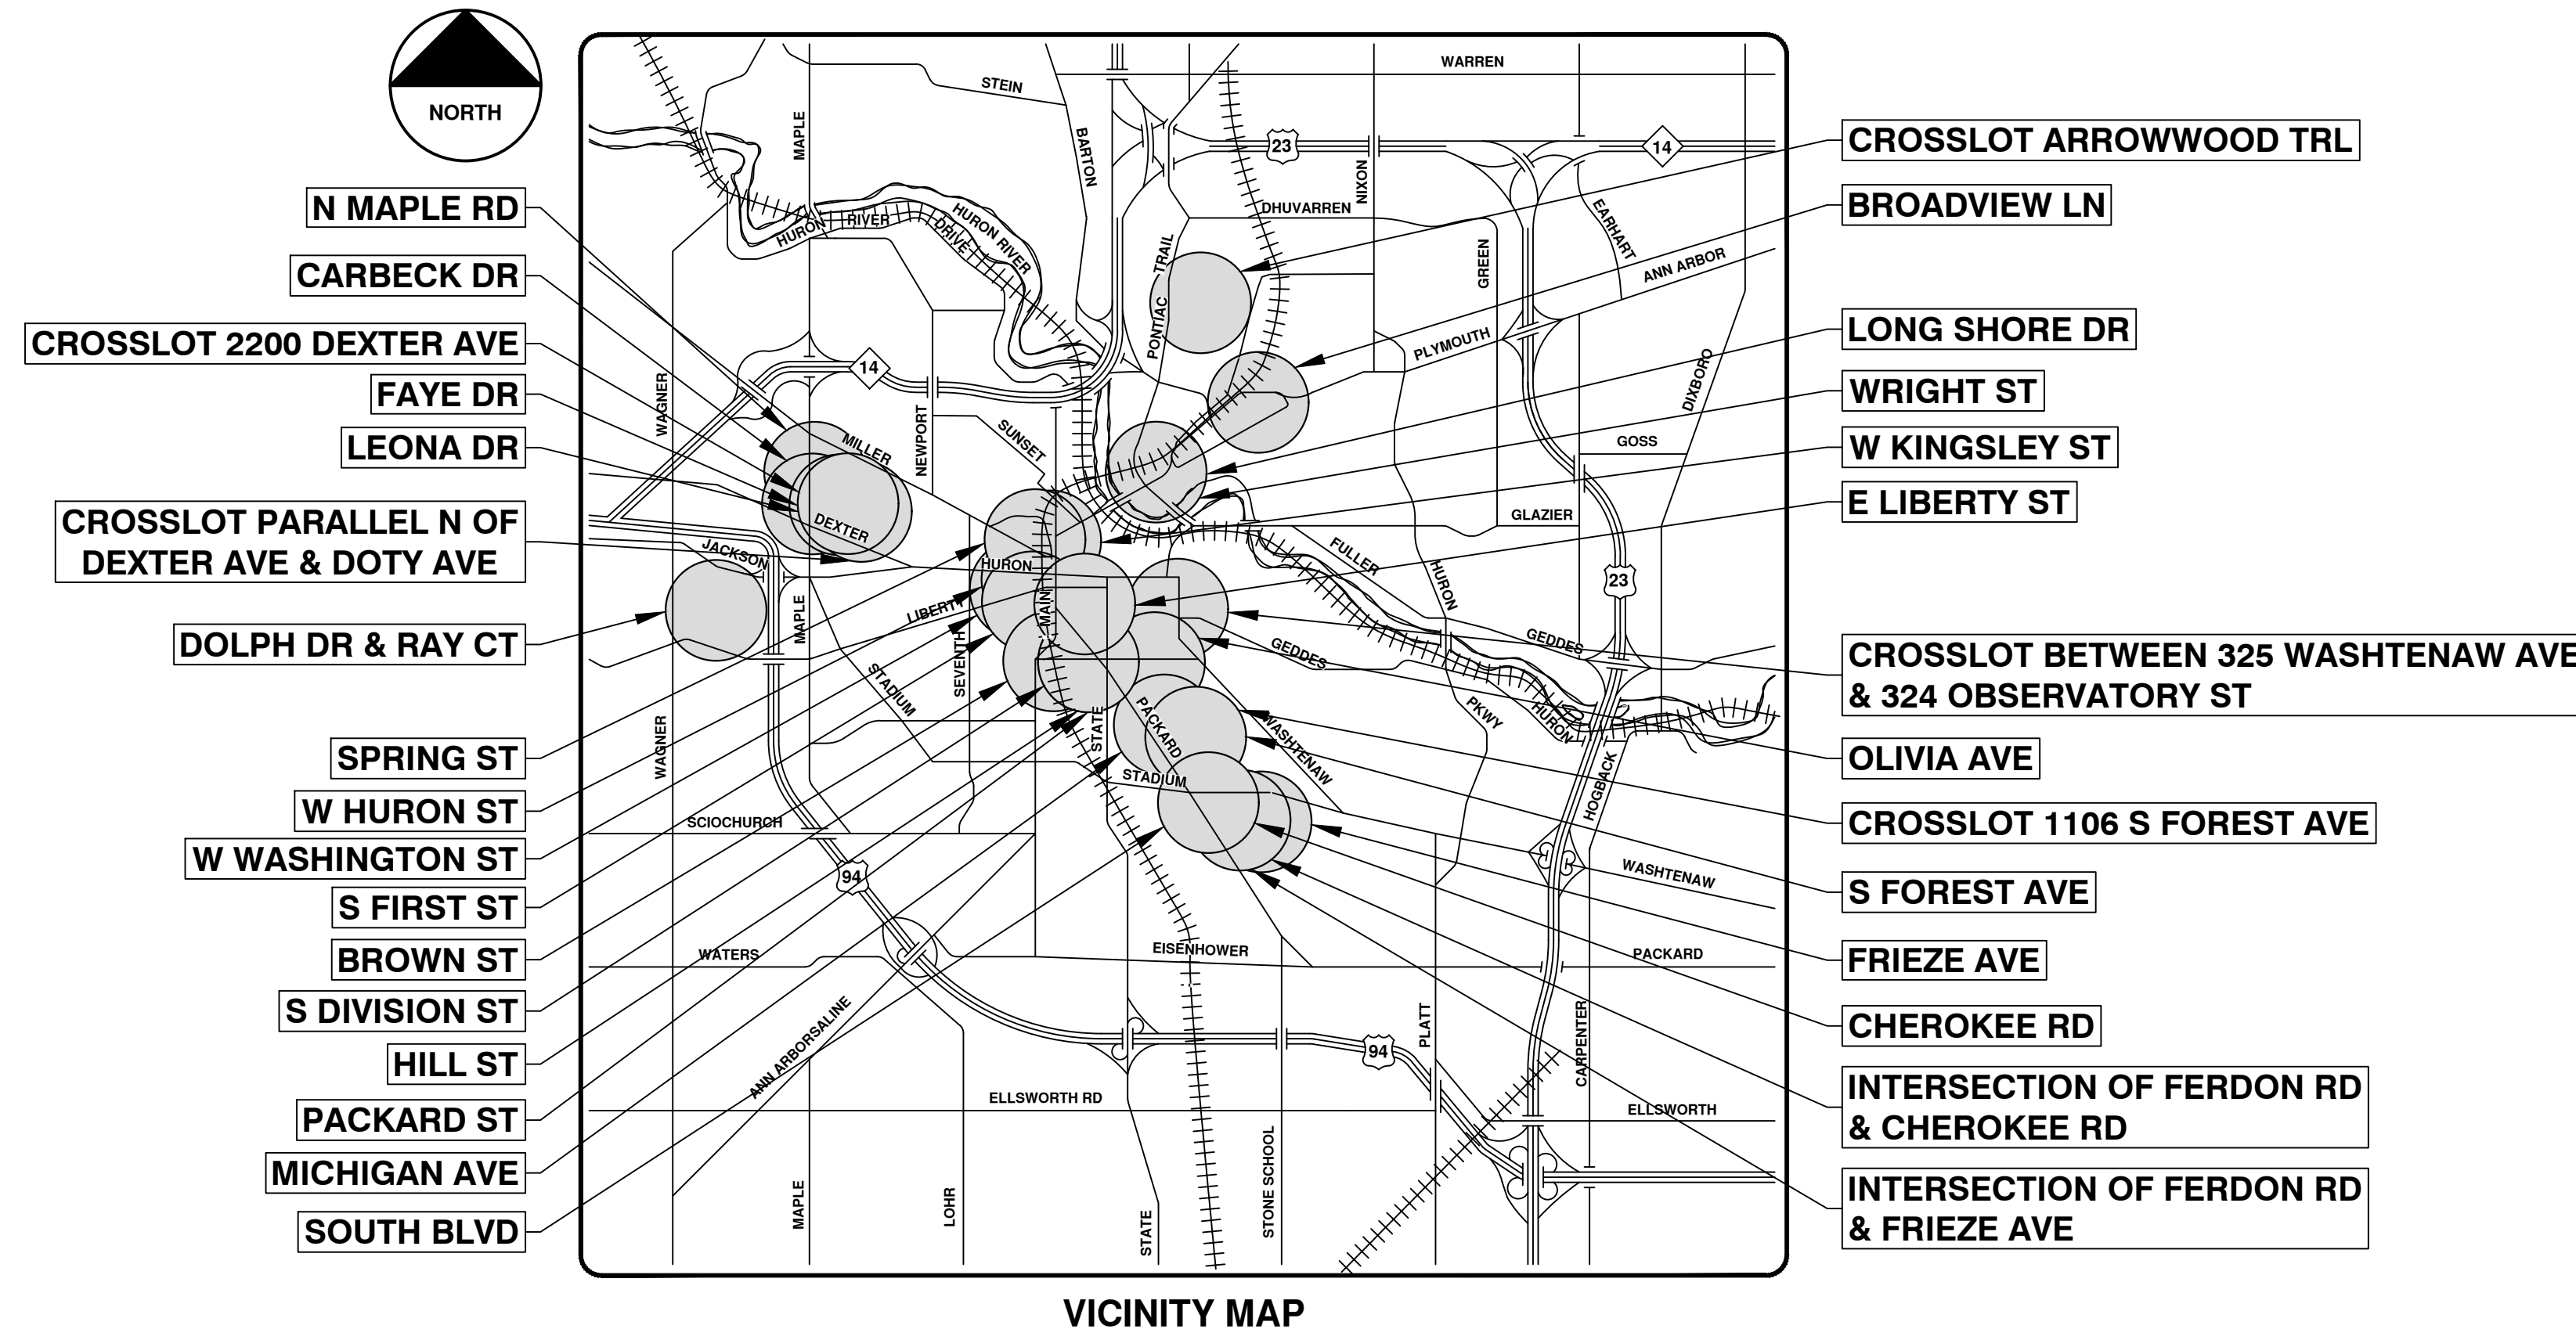 NORTH
N MAPLE RD
CARBECK DR
CROSSLOT 2200 DEXTER AVE
FAYE DR
LEONA DR
CROSSLOT PARALLEL N OF
DEXTER AVE & DOTY AVE
DOLPH DR & RAY CT
SPRING ST
W HURON ST
W WASHINGTON ST
S FIRST ST
BROWN ST
S DIVISION ST
HILL ST
PACKARD ST
MICHIGAN AVE
SOUTH BLVD
WARREN
STEIN
MAPLE
BARTON
23
14
NIXON
DHUVARREN
EARHART
HURON
RIVER
DRIVE
HURON RIVER
TRAIL
PONTIAC
GREEN
ANN ARBOR
PLYMOUTH
DIXBORO
14
WAGNER
NEWPORT
SUNSET
MILLER
GOSS
DEXTER
GLAZIER
JACKSON
HURON
FULLER
HURON
23
MAPLE
LIBERTY
MAIN
SEVENTH
GEDDES
GEDDES
STADIUM
PACKARD
STATE
WASHTENAW
PKWY
HURON
WAGNER
STADIUM
HOGBACK
SCIOCHURCH
94
WASHTENAW
WATERS
EISENHOWER
PACKARD
ANN ARBORSALINE
PLATT
CARPENTER
94
ELLSWORTH RD
ELLSWORTH
MAPLE
LOHR
STATE
STONE SCHOOL
CROSSLOT ARROWWOOD TRL
BROADVIEW LN
LONG SHORE DR
WRIGHT ST
W KINGSLEY ST
E LIBERTY ST
CROSSLOT BETWEEN 325 WASHTENAW AVE
& 324 OBSERVATORY ST
OLIVIA AVE
CROSSLOT 1106 S FOREST AVE
S FOREST AVE
FRIEZE AVE
CHEROKEE RD
INTERSECTION OF FERDON RD
& CHEROKEE RD
INTERSECTION OF FERDON RD
& FRIEZE AVE
VICINITY MAP